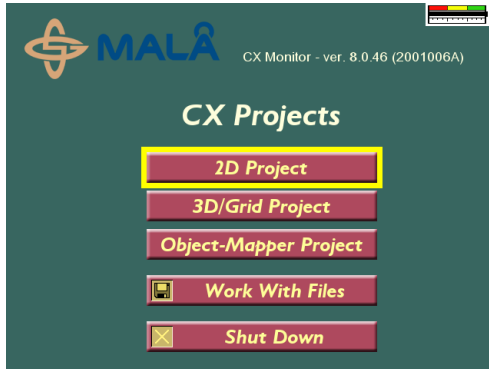 MALÅ
CX Monitor - ver. 8.0.46 (2001006A)
CX Projects
2D Project
3D/Grid Project
Object-Mapper Project
Work With Files
Shut Down